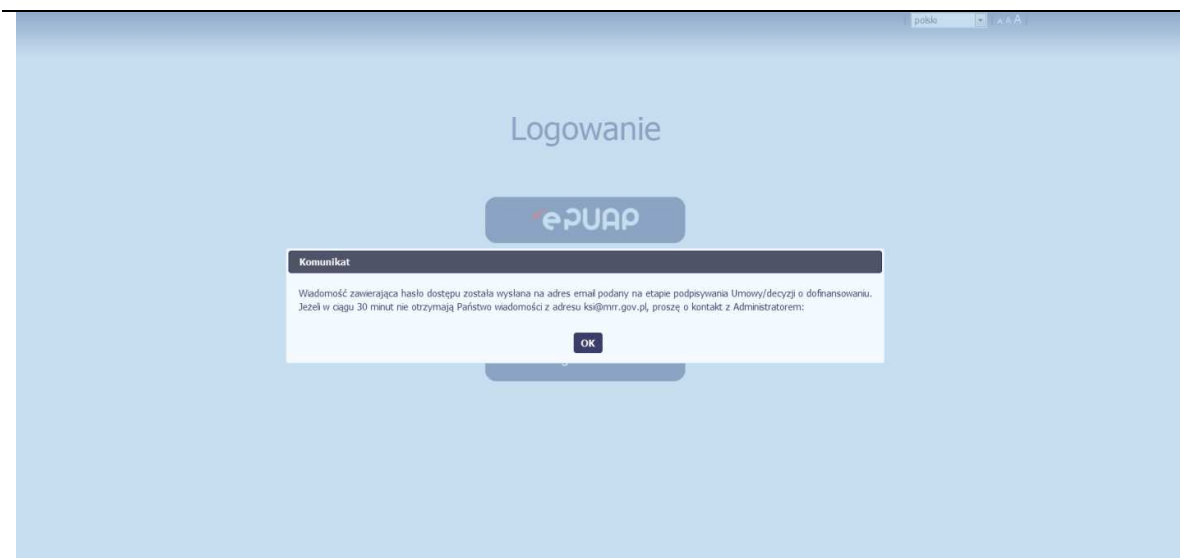 polski
A A A
Logowanie
ePUAP
Komunikat
Wiadomość zawierająca hasło dostępu została wysłana na adres email podany na etapie podpisywania Umowy/decyzji o dofinansowaniu.
Jeżeli w ciągu 30 minut nie otrzymają Państwo wiadomości z adresu ksi@mrr.gov.pl, proszę o kontakt z Administratorem:
OK